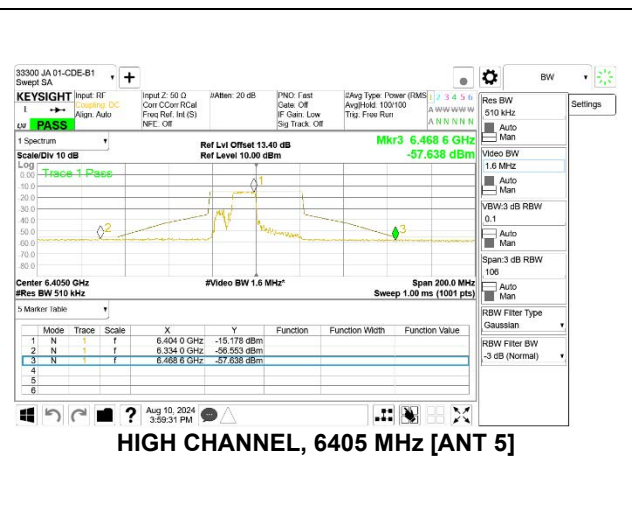 33300 JA 01-CDE-B1
Swept SA
BW
KEYSIGHT
Input: RF
Coupling: DC
Align: Auto
Input Z: 50 Ω
Corr CCorr RCal
Freq Ref: Int (S)
NFE: Off
#Atten: 20 dB
PNO: Fast
Gate: Off
IF Gain: Low
Sig Track: Off
#Avg Type: Power (RMS
Avg|Hold: 100/100
Trig: Free Run
1 2 3 4 5 6
A W W W W W
A N N N N N
PASS
1 Spectrum
Scale/Div 10 dB
Ref Lvl Offset 13.40 dB
Ref Level 10.00 dBm
Mkr3 6.468 6 GHz
-57.638 dBm
Log
Trace 1 Pass
0.00
-10.0
-20.0
-30.0
-40.0
-50.0
-60.0
-70.0
-80.0
1
2
3
Center 6.4050 GHz
#Res BW 510 kHz
#Video BW 1.6 MHz*
Span 200.0 MHz
Sweep 1.00 ms (1001 pts)
5 Marker Table
Mode Trace Scale X Y Function Function Width Function Value
1 N 1 f 6.404 0 GHz -15.178 dBm
2 N 1 f 6.334 0 GHz -56.553 dBm
3 N 1 f 6.468 6 GHz -57.638 dBm
4
5
6
Aug 10, 2024
3:59:31 PM
Res BW
510 kHz
Auto
Man
Video BW
1.6 MHz
Auto
Man
VBW:3 dB RBW
0.1
Auto
Man
Span:3 dB RBW
106
Auto
Man
RBW Filter Type
Gaussian
RBW Filter BW
-3 dB (Normal)
Settings
HIGH CHANNEL, 6405 MHz [ANT 5]